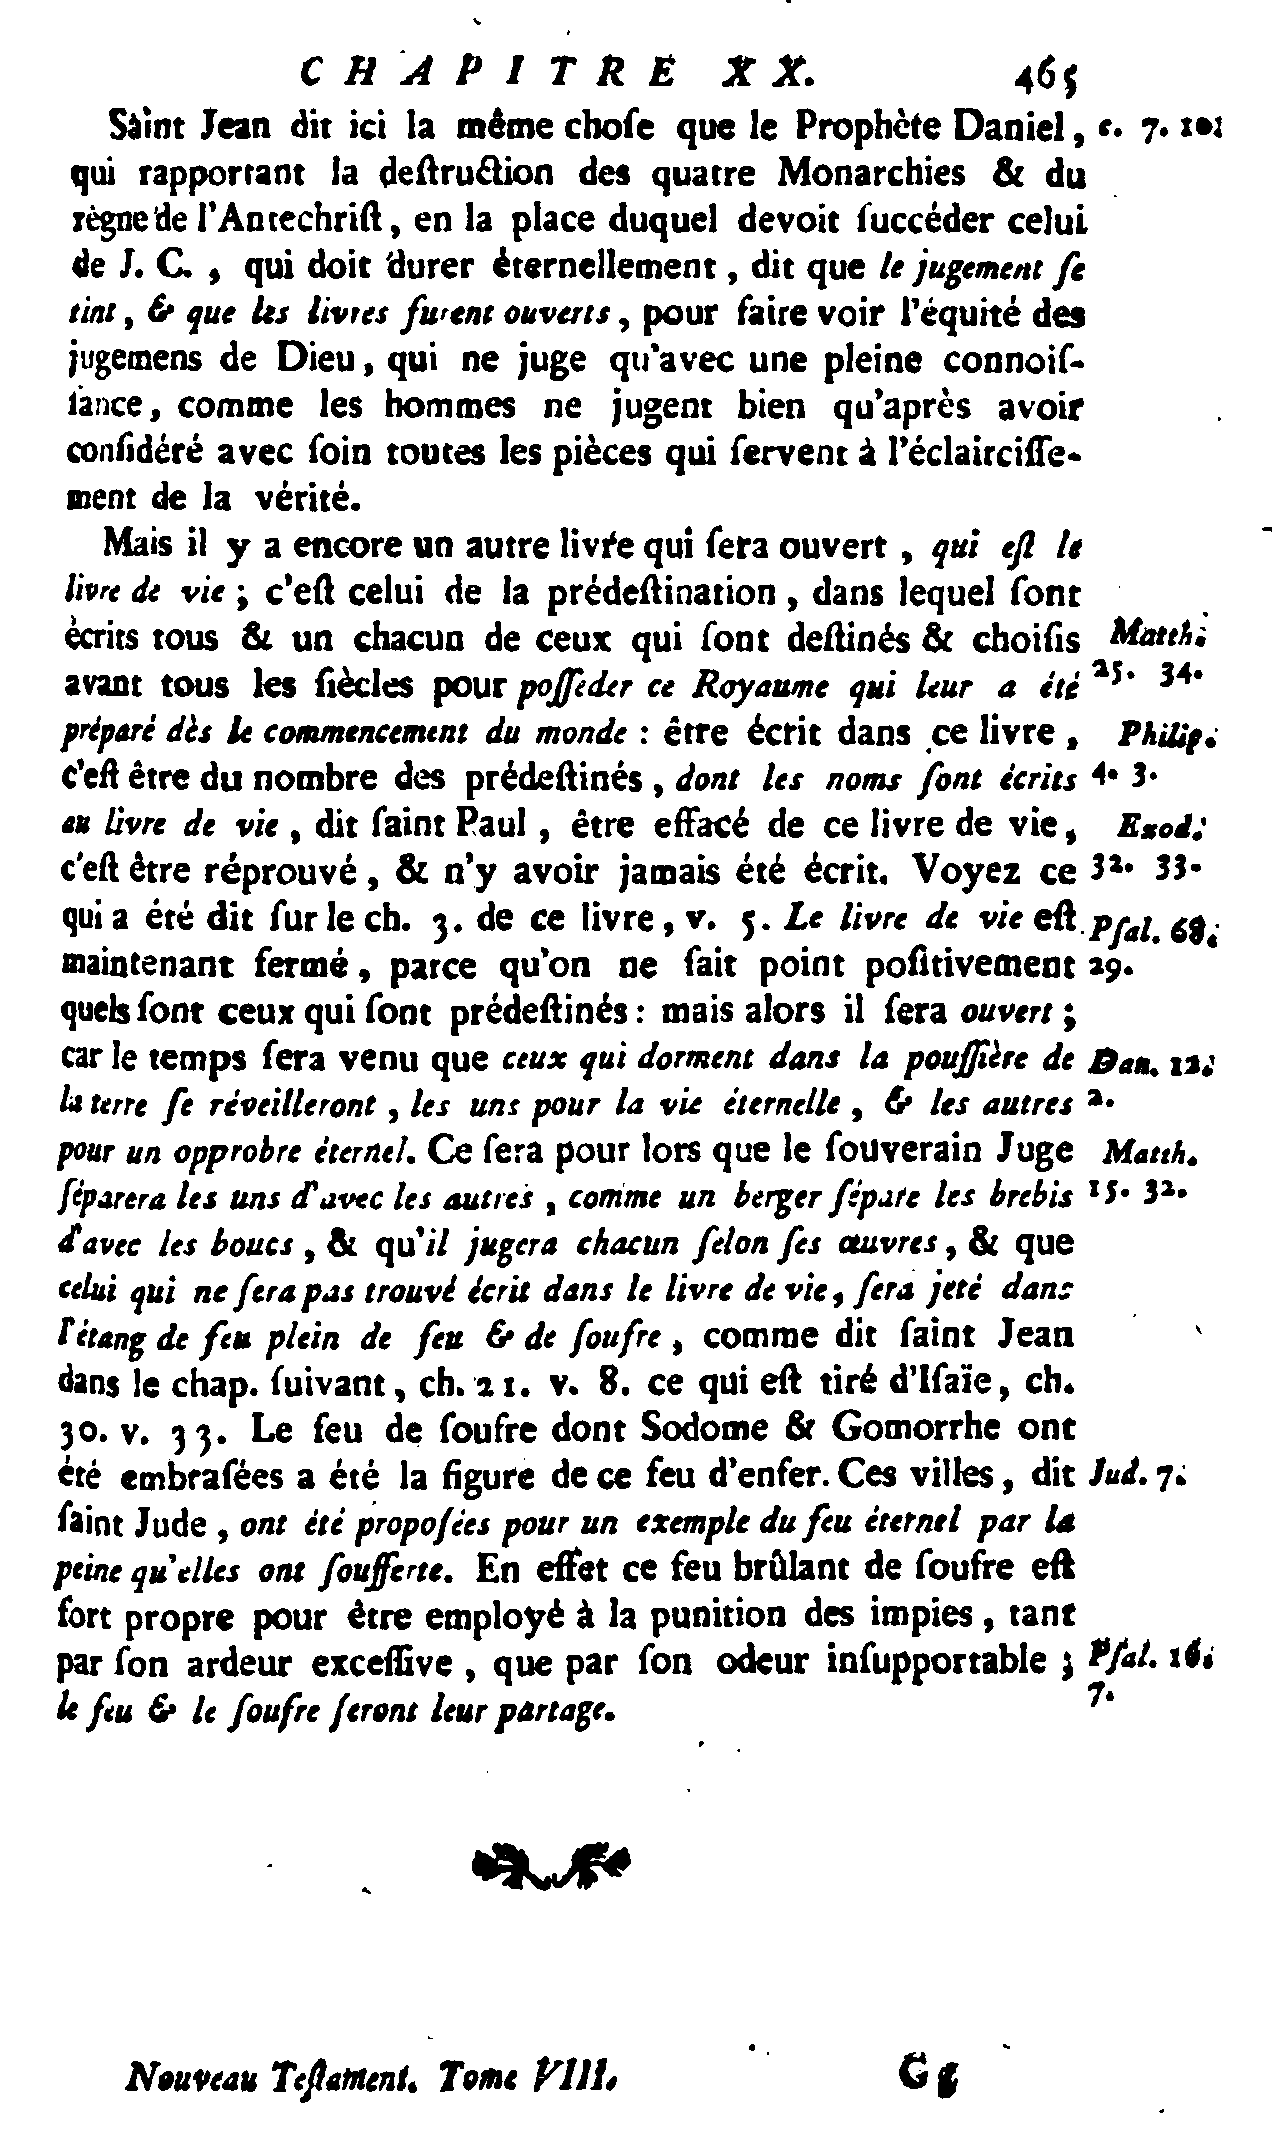 CHAPITRE XX. 465
Saint Jean dit ici la même choſe que le Prophète Daniel, c. 7. 10.
qui rapportant la deſtruction des quatre Monarchies & du
règne de l'Antechriſt, en la place duquel devoit ſuccéder celui
de J. C., qui doit durer éternellement, dit que le jugement ſe
tint, & que les livres furent ouverts, pour faire voir l'équité des
jugemens de Dieu, qui ne juge qu'avec une pleine connoiſ-
ſance, comme les hommes ne jugent bien qu'après avoir
conſidéré avec ſoin toutes les pièces qui ſervent à l'éclairciſſe-
ment de la vérité.
Mais il y a encore un autre livre qui ſera ouvert, qui eſt le
livre de vie; c'eſt celui de la prédeſtination, dans lequel ſont
écrits tous & un chacun de ceux qui ſont deſtinés & choiſis Matth.
avant tous les ſiècles pour poſſeder ce Royaume qui leur a été 25. 34.
préparé dès le commencement du monde : être écrit dans ce livre, Philip.
c'eſt être du nombre des prédeſtinés, dont les noms ſont écrits 4. 3.
au livre de vie, dit ſaint Paul, être effacé de ce livre de vie, Exod.
c'eſt être réprouvé, & n'y avoir jamais été écrit. Voyez ce 32. 33.
qui a été dit ſur le ch. 3. de ce livre, v. 5. Le livre de vie eſt Pſal. 68.
maintenant fermé, parce qu'on ne ſait point poſitivement 29.
quels ſont ceux qui ſont prédeſtinés : mais alors il ſera ouvert;
car le temps ſera venu que ceux qui dorment dans la pouſſière de Dan. 12.
la terre ſe réveilleront, les uns pour la vie éternelle, & les autres 2.
pour un opprobre éternel. Ce ſera pour lors que le ſouverain Juge Matth.
ſéparera les uns d'avec les autres, comme un berger ſépare les brebis 15. 32.
d'avec les boucs, & qu'il jugera chacun ſelon ſes œuvres, & que
celui qui ne ſera pas trouvé écrit dans le livre de vie, ſera jeté dans
l'étang de feu plein de feu & de ſoufre, comme dit ſaint Jean
dans le chap. ſuivant, ch. 21. v. 8. ce qui eſt tiré d'Iſaïe, ch.
30. v. 33. Le feu de ſoufre dont Sodome & Gomorrhe ont
été embraſées a été la figure de ce feu d'enfer. Ces villes, dit Jud. 7.
ſaint Jude, ont été propoſées pour un exemple du feu éternel par la
peine qu'elles ont ſoufferte. En effet ce feu brûlant de ſoufre eſt
fort propre pour être employé à la punition des impies, tant
par ſon ardeur exceſſive, que par ſon odeur inſupportable; Pſal. 16.
le feu & le ſoufre ſeront leur partage. 7.
Nouveau Teſtament. Tome VIII. Gg